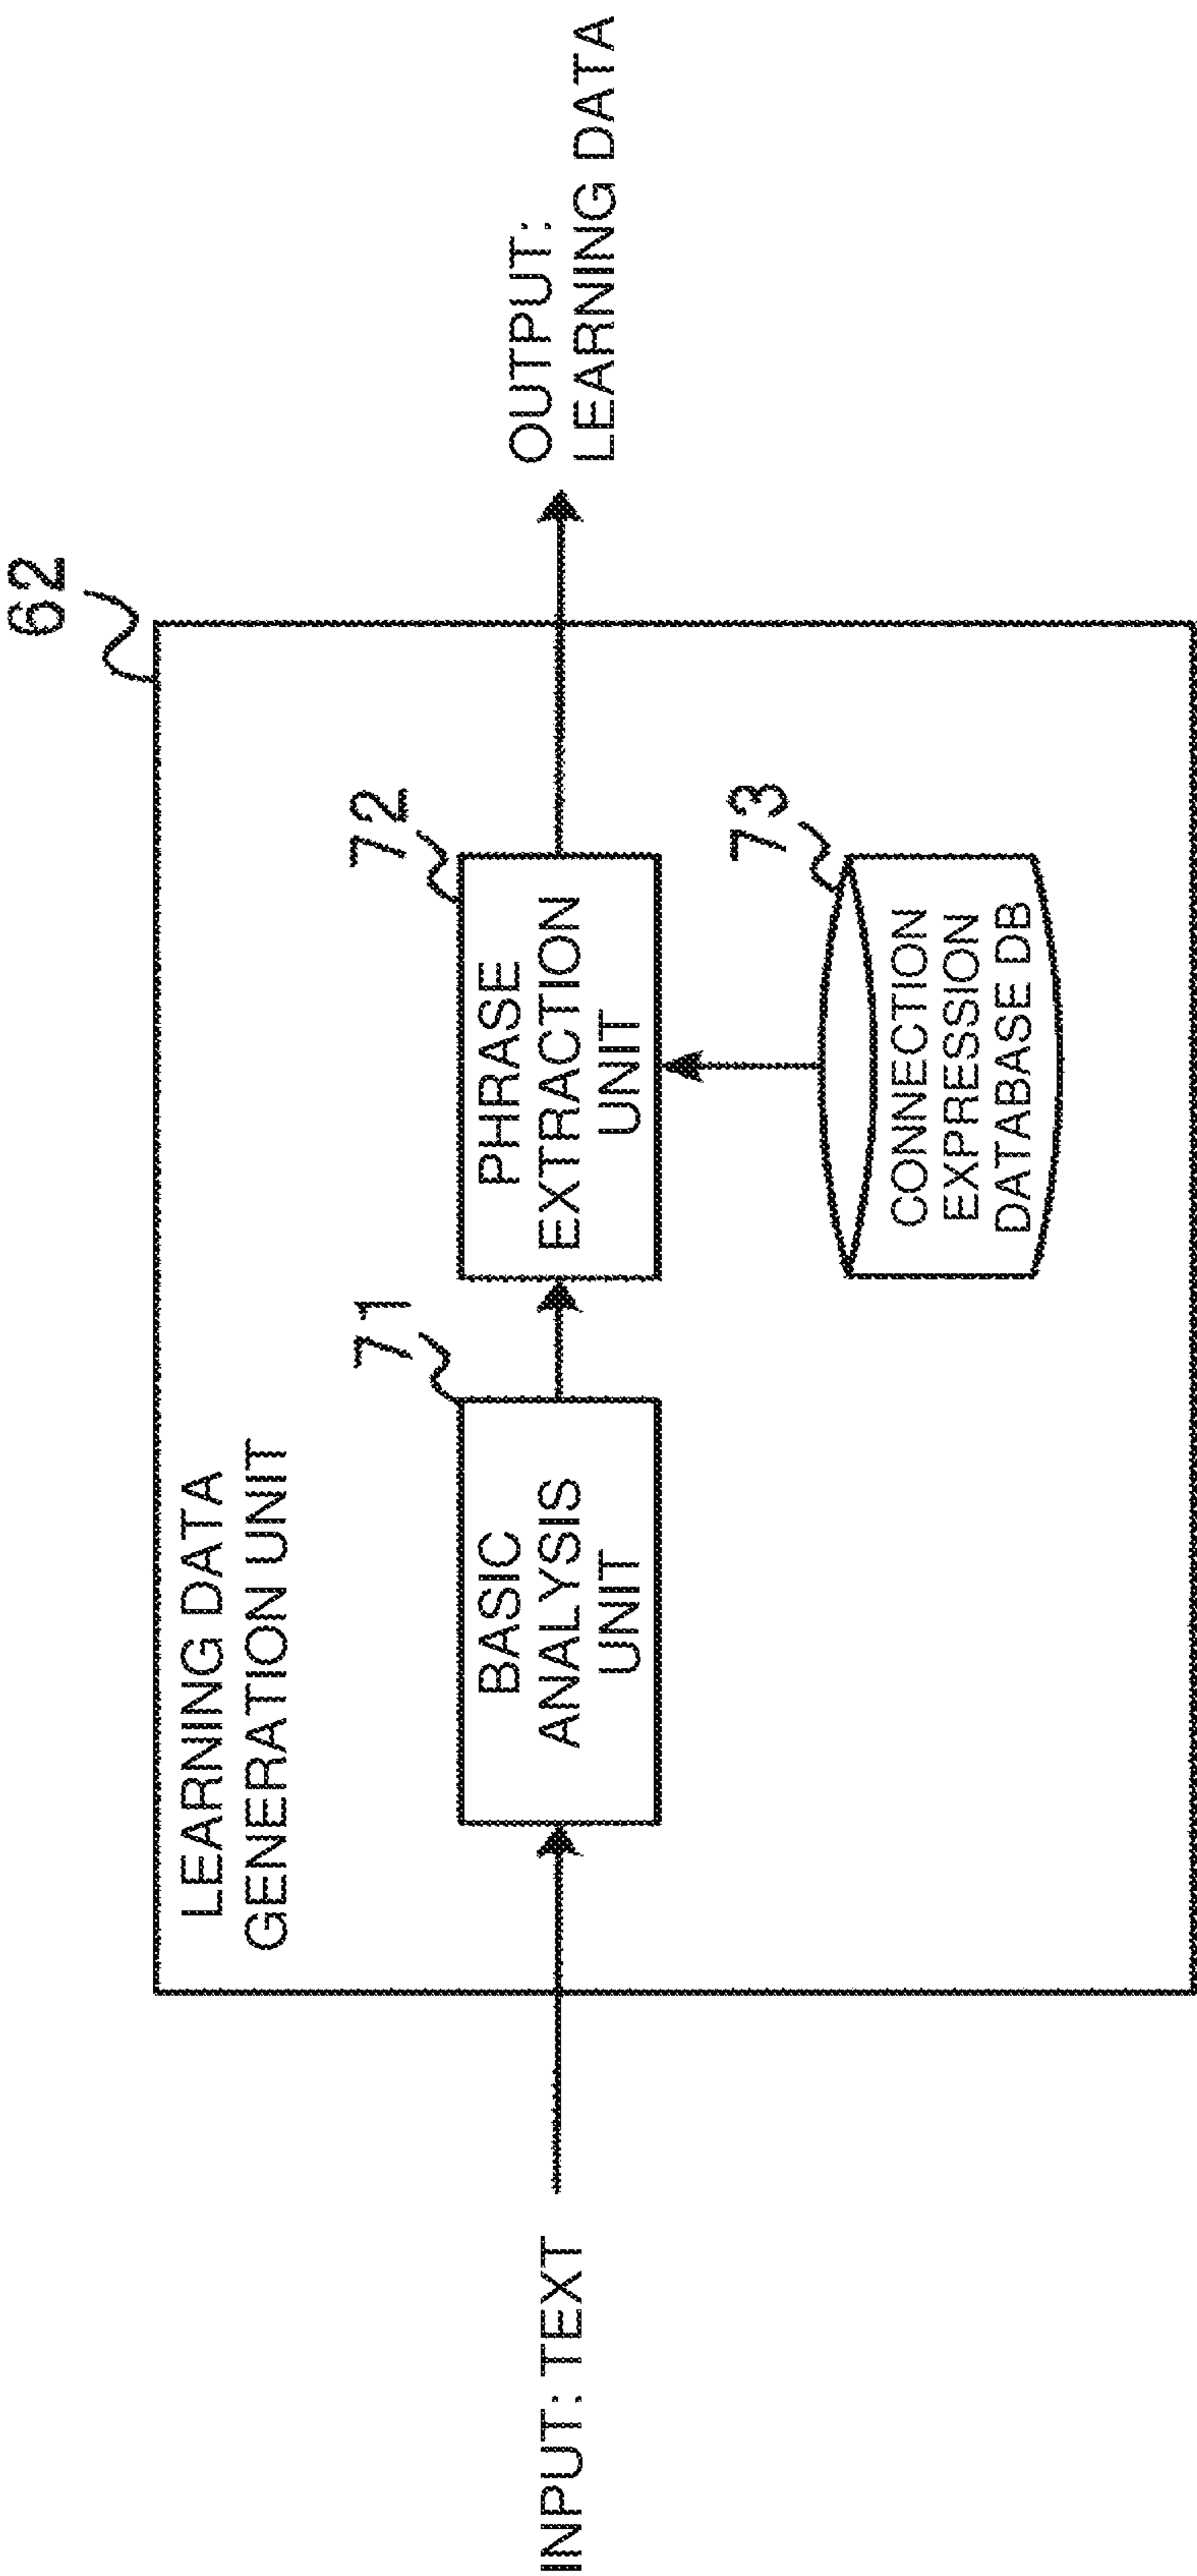 62
LEARNING DATA
GENERATION UNIT
71
72
INPUT: TEXT
BASIC
ANALYSIS
UNIT
PHRASE
EXTRACTION
UNIT
OUTPUT:
LEARNING DATA
73
CONNECTION
EXPRESSION
DATABASE DB